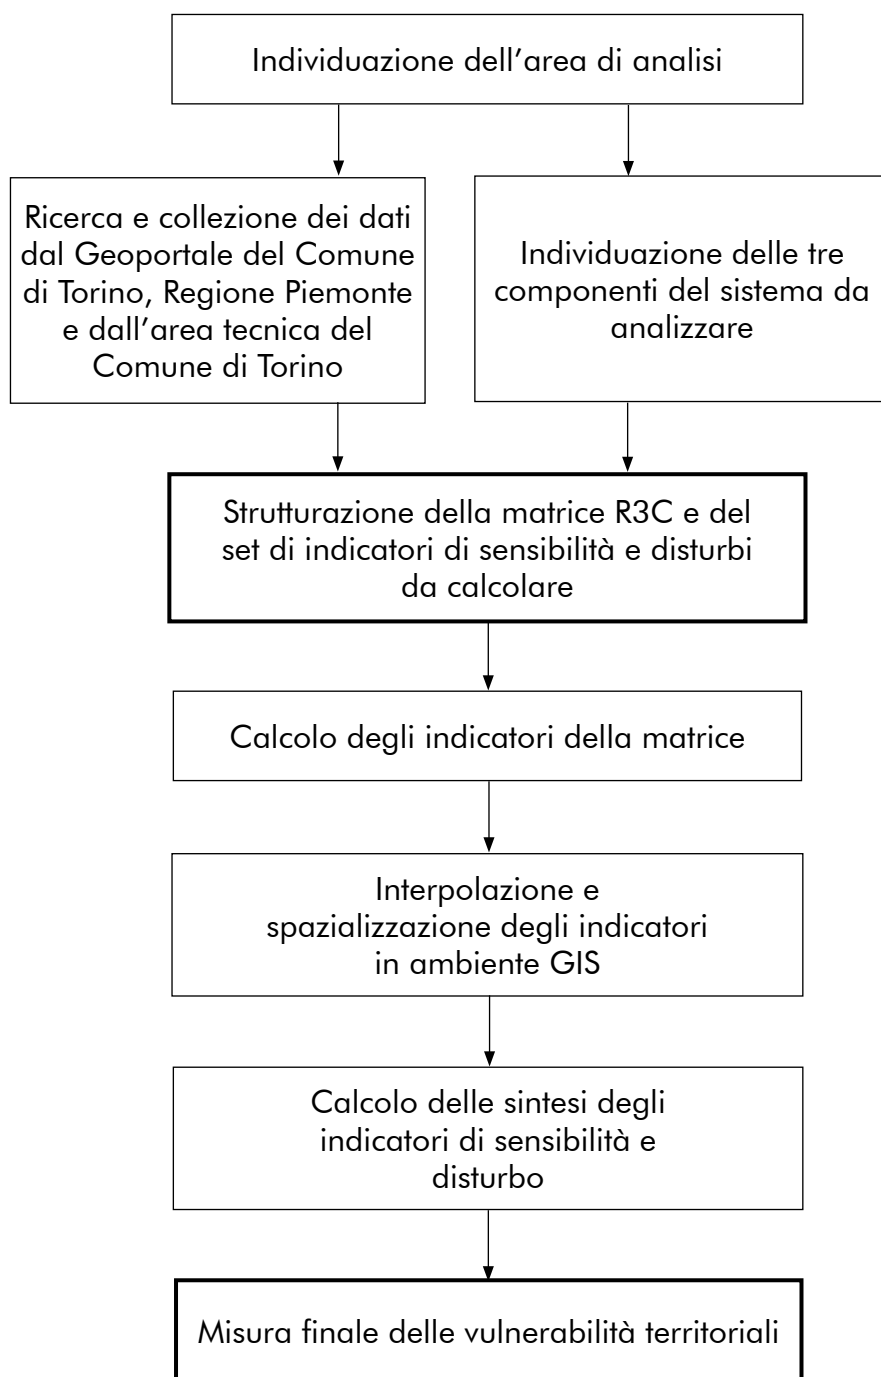 Individuazione dell'area di analisi
Ricerca e collezione dei dati
dal Geoportale del Comune
di Torino, Regione Piemonte
e dall'area tecnica del
Comune di Torino
Individuazione delle tre
componenti del sistema da
analizzare
Strutturazione della matrice R3C e del
set di indicatori di sensibilità e disturbi
da calcolare
Calcolo degli indicatori della matrice
Interpolazione e
spazializzazione degli indicatori
in ambiente GIS
Calcolo delle sintesi degli
indicatori di sensibilità e
disturbo
Misura finale delle vulnerabilità territoriali